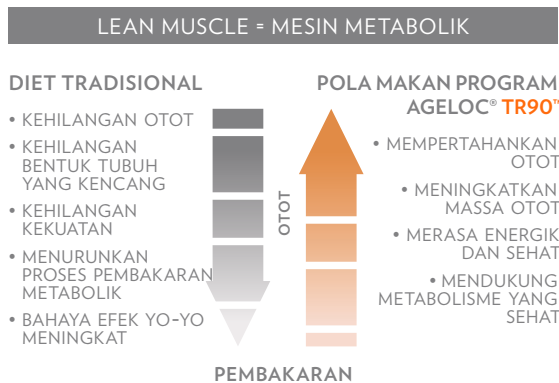 LEAN MUSCLE = MESIN METABOLIK
DIET TRADISIONAL
• KEHILANGAN OTOT
• KEHILANGAN
BENTUK TUBUH
YANG KENCANG
• KEHILANGAN
KEKUATAN
• MENURUNKAN
PROSES PEMBAKARAN
METABOLIK
• BAHAYA EFEK YO-YO
MENINGKAT
OTOT
POLA MAKAN PROGRAM
AGELOC® TR90™
• MEMPERTAHANKAN
OTOT
• MENINGKATKAN
MASSA OTOT
• MERASA ENERGIK
DAN SEHAT
• MENDUKUNG
METABOLISME YANG
SEHAT
PEMBAKARAN